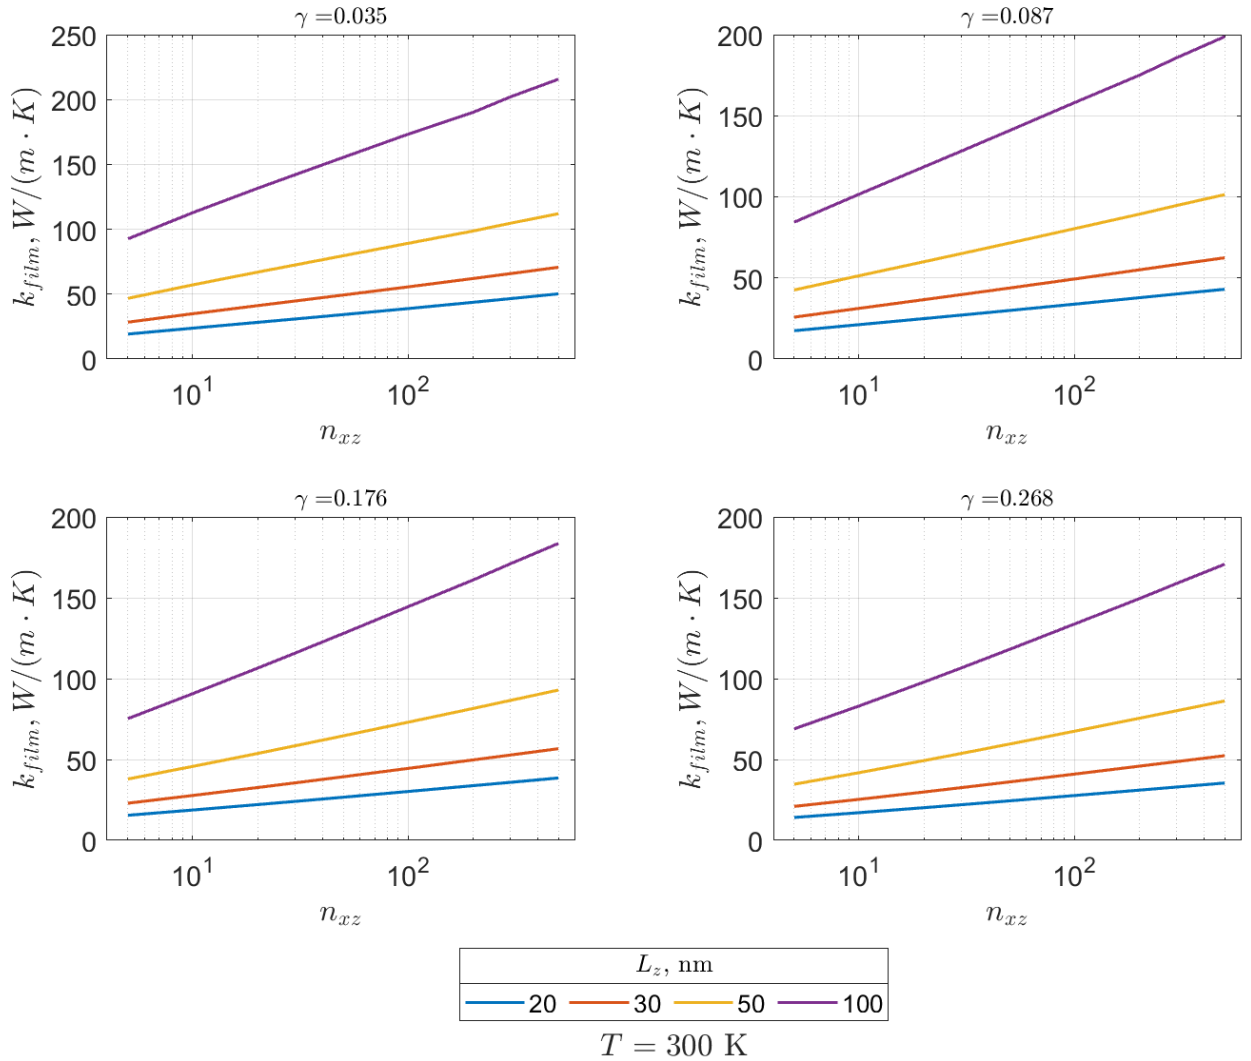 γ =0.035
250
200
150
100
50
0
k_film, W/(m · K)
10^1
10^2
n_xz
γ =0.087
200
150
100
50
0
k_film, W/(m · K)
10^1
10^2
n_xz
γ =0.176
200
150
100
50
0
k_film, W/(m · K)
10^1
10^2
n_xz
γ =0.268
200
150
100
50
0
k_film, W/(m · K)
10^1
10^2
n_xz
L_z, nm
20 30 50 100
T = 300 K